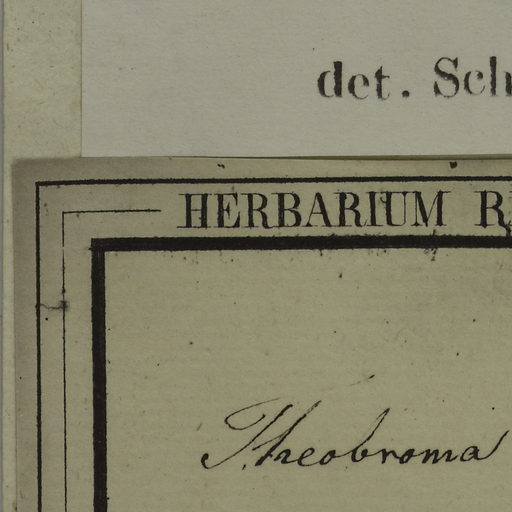 det. Sch
HERBARIUM R
Theobroma